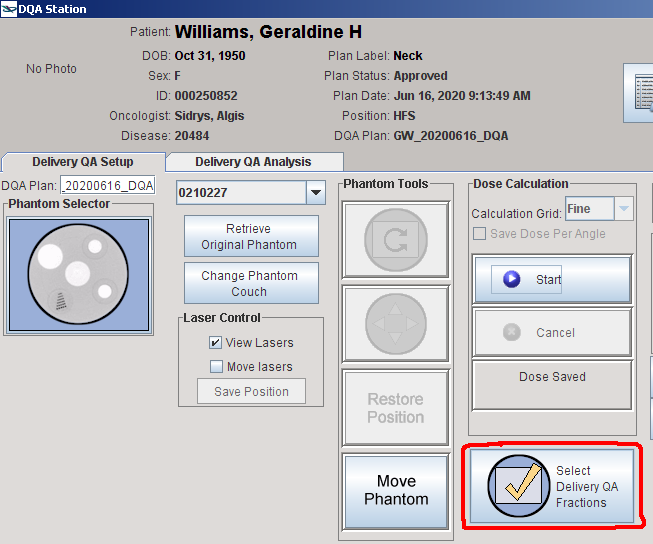 DQA Station
Patient: Williams, Geraldine H
No Photo
DOB: Oct 31, 1950
Plan Label: Neck
Sex: F
Plan Status: Approved
ID: 000250852
Plan Date: Jun 16, 2020 9:13:49 AM
Oncologist: Sidrys, Algis
Position: HFS
Disease: 20484
DQA Plan: GW_20200616_DQA
Delivery QA Setup
Delivery QA Analysis
DQA Plan: _20200616_DQA
0210227
Phantom Selector
Retrieve
Original Phantom
Change Phantom
Couch
Laser Control
View Lasers
Move lasers
Save Position
Phantom Tools
Restore
Position
Move
Phantom
Dose Calculation
Calculation Grid: Fine
Save Dose Per Angle
Start
Cancel
Dose Saved
Select
Delivery QA
Fractions